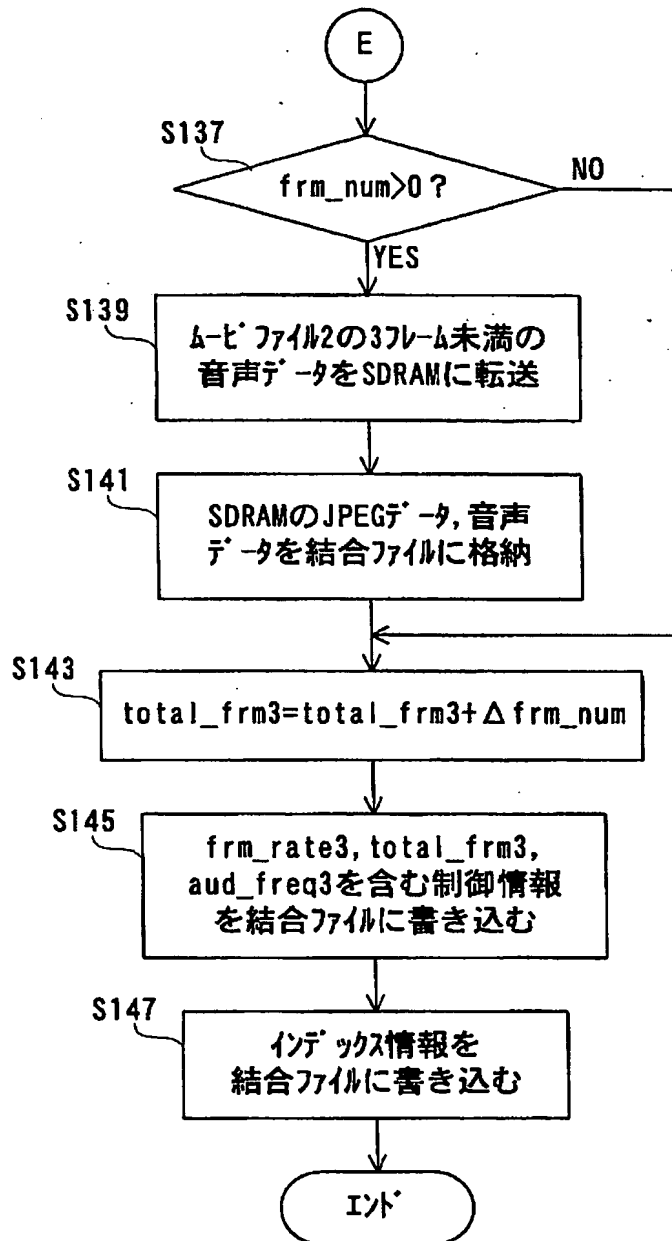 E
S137
frm_num>0?
NO
YES
S139
ムービファイル2の3フレーム未満の
音声データをSDRAMに転送
S141
SDRAMのJPEGデータ,音声
データを結合ファイルに格納
S143
total_frm3=total_frm3+Δfrm_num
S145
frm_rate3,total_frm3,
aud_freq3を含む制御情報
を結合ファイルに書き込む
S147
インデックス情報を
結合ファイルに書き込む
エンド